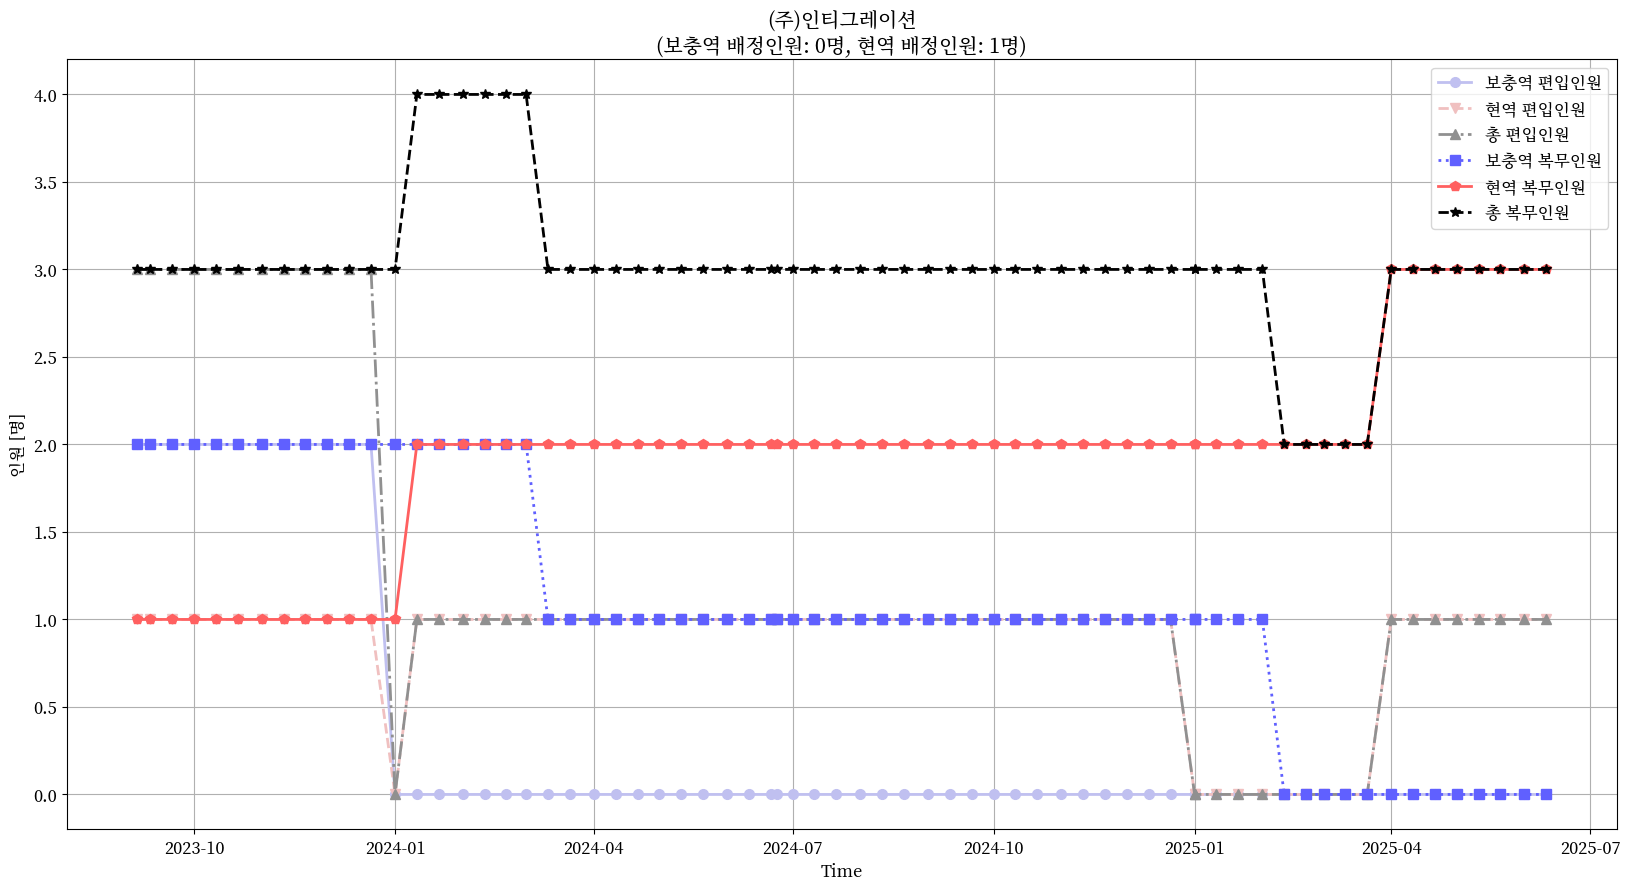 (주)인티그레이션
(보충역 배정인원: 0명, 현역 배정인원: 1명)
보충역 편입인원
현역 편입인원
총 편입인원
보충역 복무인원
현역 복무인원
총 복무인원
4.0
3.5
3.0
2.5
2.0
1.5
1.0
0.5
0.0
인원 [명]
2023-10
2024-01
2024-04
2024-07
2024-10
2025-01
2025-04
2025-07
Time